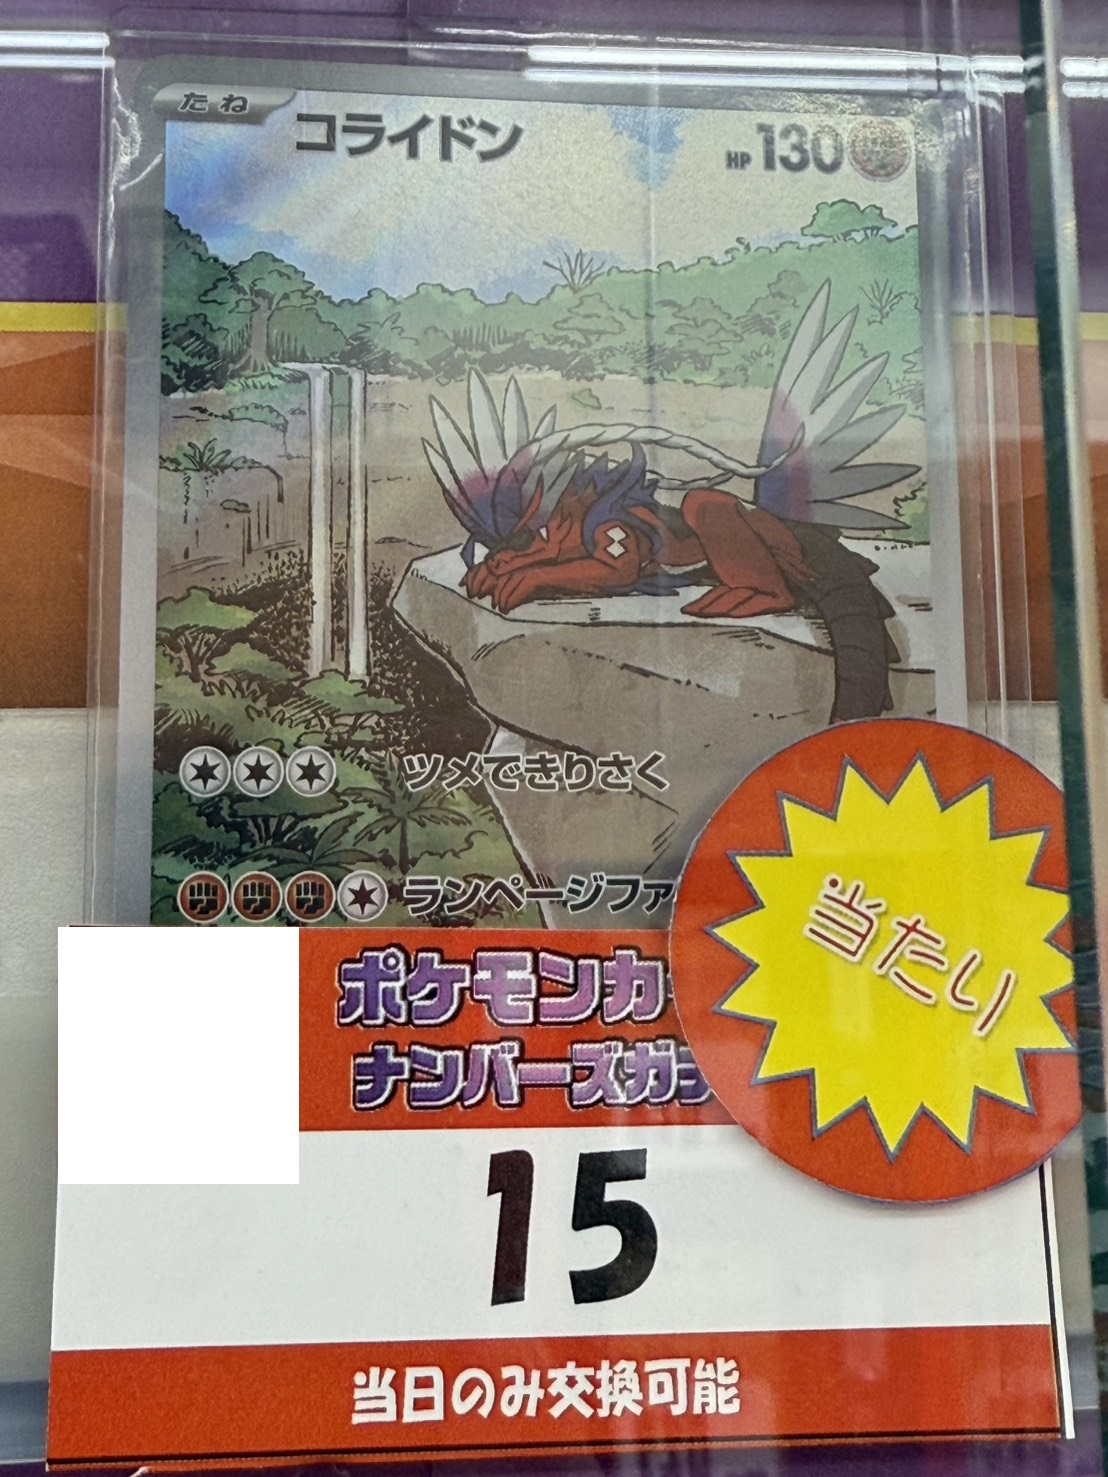 たね
コライドン
HP 130
ツメできりさく
ランページファ
ポケモンカ
ナンバーズガチ
当たり
15
当日のみ交換可能